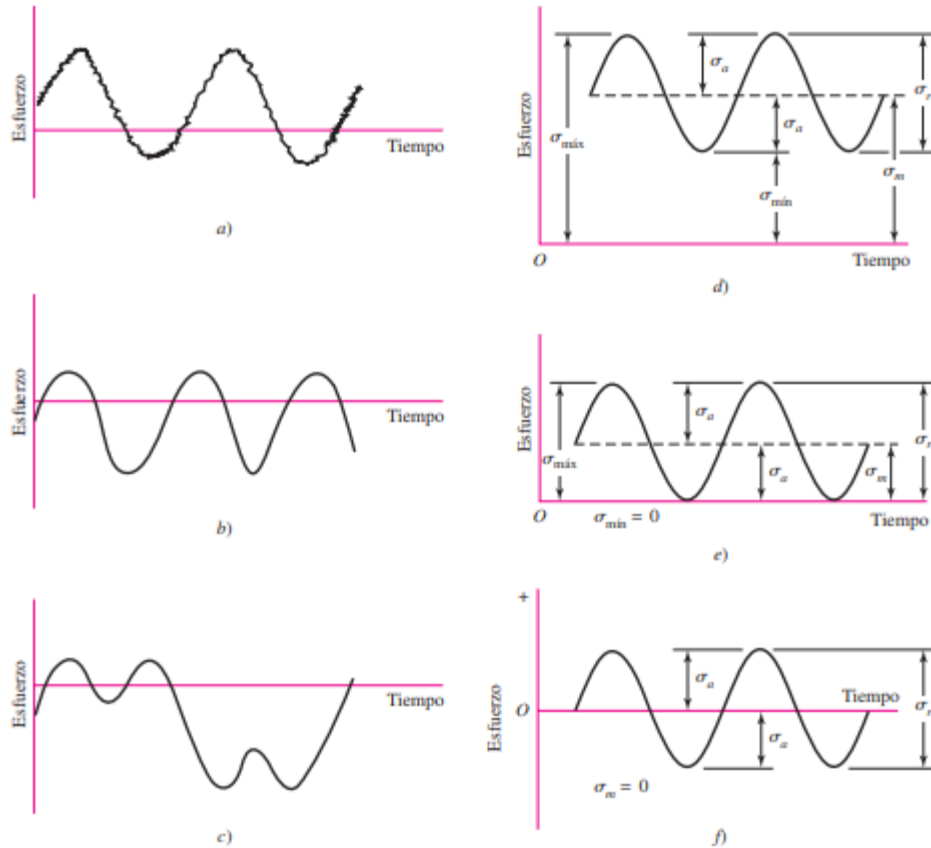 Esfuerzo
Tiempo
a)
Esfuerzo
Tiempo
b)
Esfuerzo
Tiempo
c)
Esfuerzo
σmáx
σa
σa
σmín
σm
σr
O
Tiempo
d)
Esfuerzo
σmáx
σa
σa
σm
σr
O
σmín = 0
Tiempo
e)
+
Esfuerzo
O
σa
σa
Tiempo
σr
σm = 0
f)